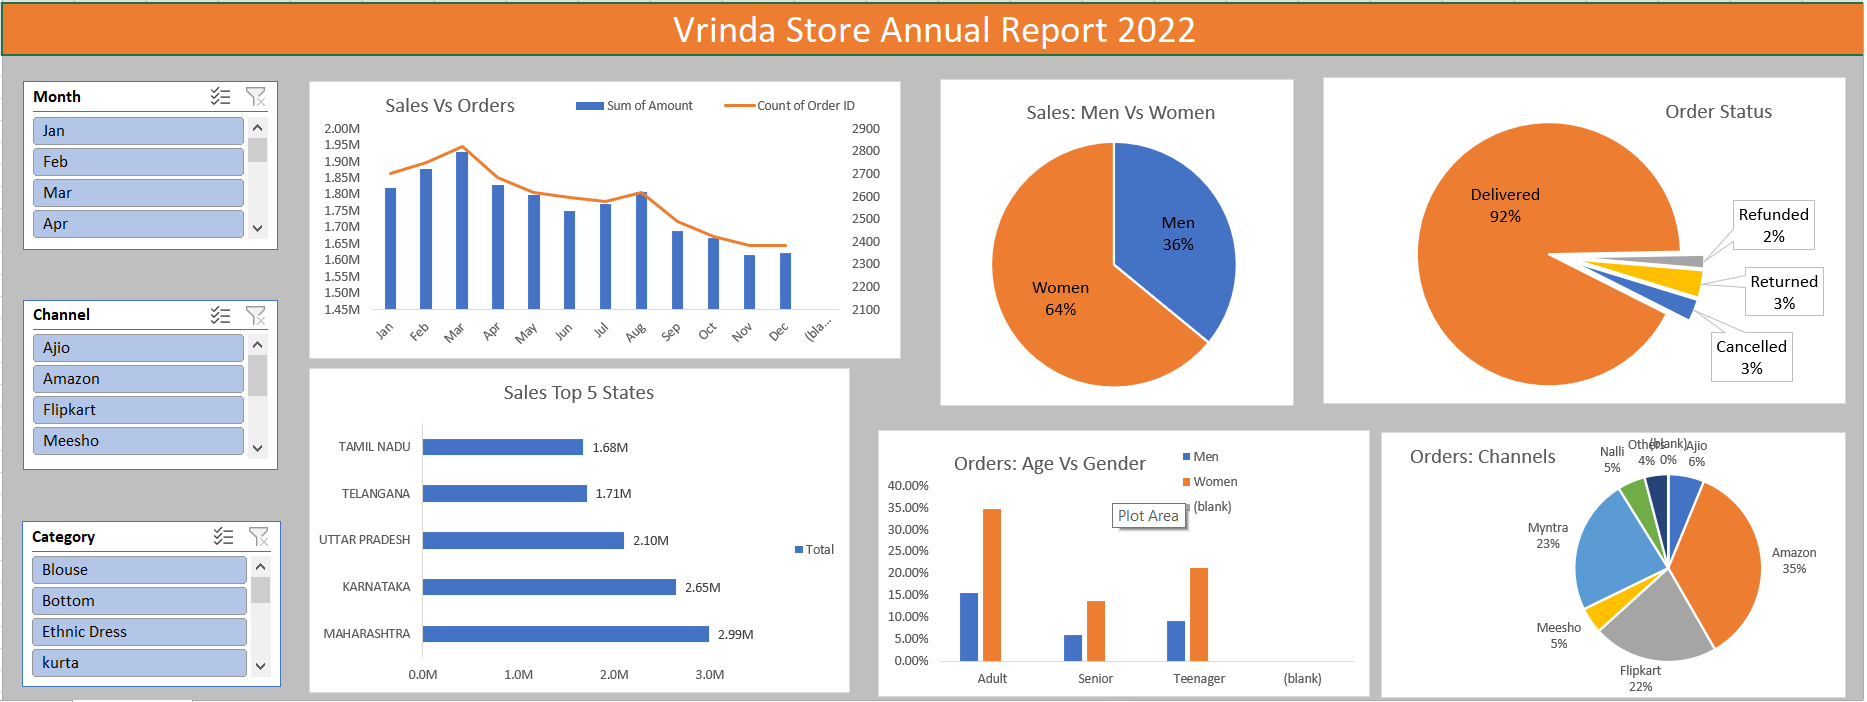 Vrinda Store Annual Report 2022
Month
Jan
Feb
Mar
Apr
Channel
Ajio
Amazon
Flipkart
Meesho
Category
Blouse
Bottom
Ethnic Dress
kurta
Sales Vs Orders
Sum of Amount
Count of Order ID
2.00M
1.95M
1.90M
1.85M
1.80M
1.75M
1.70M
1.65M
1.60M
1.55M
1.50M
1.45M
2900
2800
2700
2600
2500
2400
2300
2200
2100
Jan
Feb
Mar
Apr
May
Jun
Jul
Aug
Sep
Oct
Nov
Dec
(bla...
Sales: Men Vs Women
Men
36%
Women
64%
Order Status
Delivered
92%
Refunded
2%
Returned
3%
Cancelled
3%
Sales Top 5 States
TAMIL NADU 1.68M
TELANGANA 1.71M
UTTAR PRADESH 2.10M
KARNATAKA 2.65M
MAHARASHTRA 2.99M
0.0M 1.0M 2.0M 3.0M
Total
Orders: Age Vs Gender
Men
Women
(blank)
Plot Area
40.00%
35.00%
30.00%
25.00%
20.00%
15.00%
10.00%
5.00%
0.00%
Adult Senior Teenager (blank)
Orders: Channels
Nalli
5%
Others
4%
(blank)
0%
Ajio
6%
Myntra
23%
Amazon
35%
Meesho
5%
Flipkart
22%